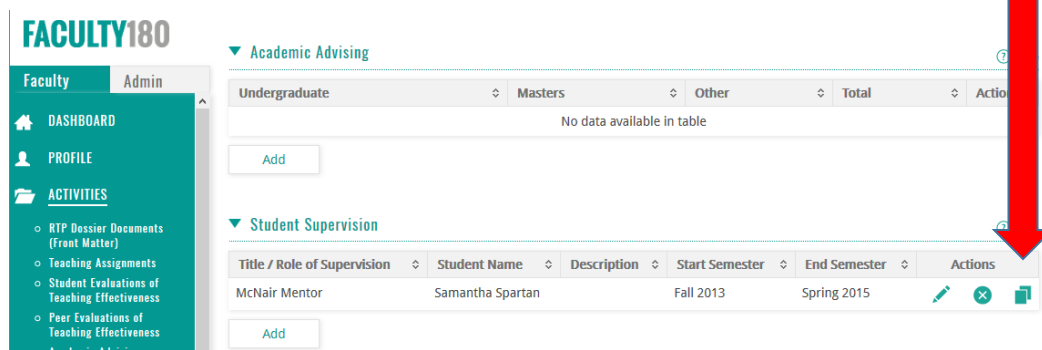 FACULTY180
Faculty Admin
DASHBOARD
PROFILE
ACTIVITIES
RTP Dossier Documents
(Front Matter)
Teaching Assignments
Student Evaluations of
Teaching Effectiveness
Peer Evaluations of
Teaching Effectiveness
Academic Advising
Undergraduate Masters Other Total
No data available in table
Add
Student Supervision
Title / Role of Supervision Student Name Description Start Semester End Semester Actions
McNair Mentor Samantha Spartan Fall 2013 Spring 2015
Add